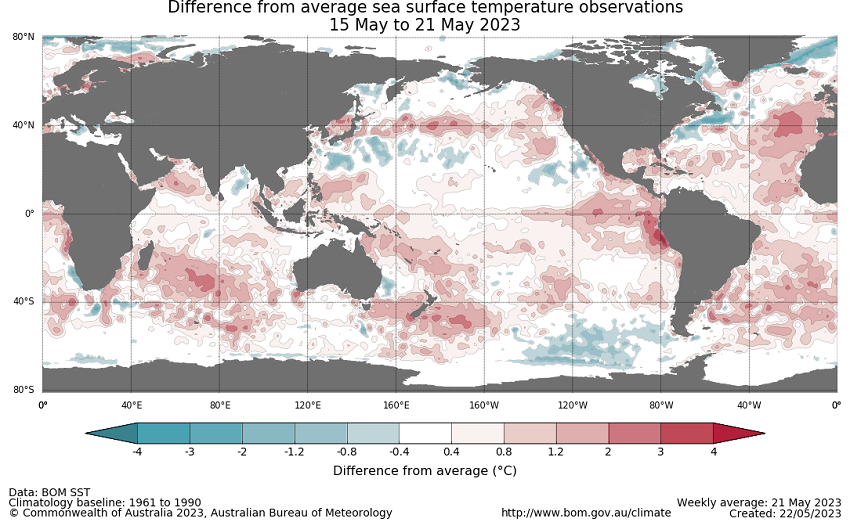 Difference from average sea surface temperature observations
15 May to 21 May 2023
80°N
40°N
0°
40°S
80°S
0° 40°E 80°E 120°E 160°E 160°W 120°W 80°W 40°W 0°
-4 -3 -2 -1.2 -0.8 -0.4 0.4 0.8 1.2 2 3 4
Difference from average (°C)
Data: BOM SST
Climatology baseline: 1961 to 1990
© Commonwealth of Australia 2023, Australian Bureau of Meteorology
http://www.bom.gov.au/climate
Weekly average: 21 May 2023
Created: 22/05/2023